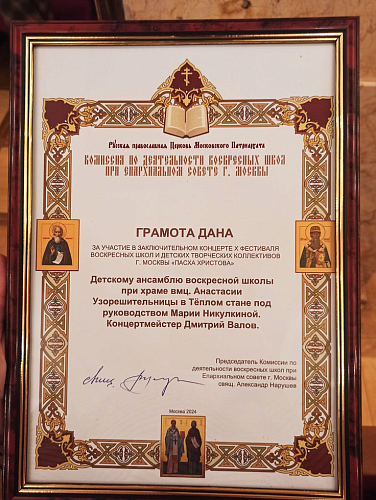 Русская православная Церковь Московского Патриархата
Комиссия по деятельности воскресных школ
при епархиальном совете г. Москвы
ГРАМОТА ДАНА
ЗА УЧАСТИЕ В ЗАКЛЮЧИТЕЛЬНОМ КОНЦЕРТЕ X ФЕСТИВАЛЯ
ВОСКРЕСНЫХ ШКОЛ И ДЕТСКИХ ТВОРЧЕСКИХ КОЛЛЕКТИВОВ
Г. МОСКВЫ «ПАСХА ХРИСТОВА»
Детскому ансамблю воскресной школы
при храме вмц. Анастасии
Узорешительницы в Тёплом стане под
руководством Марии Никулкиной.
Концертмейстер Дмитрий Валов.
Председатель Комиссии по
деятельности воскресных школ при
Епархиальном совете г. Москвы
свящ. Александр Нарушев
Москва 2024